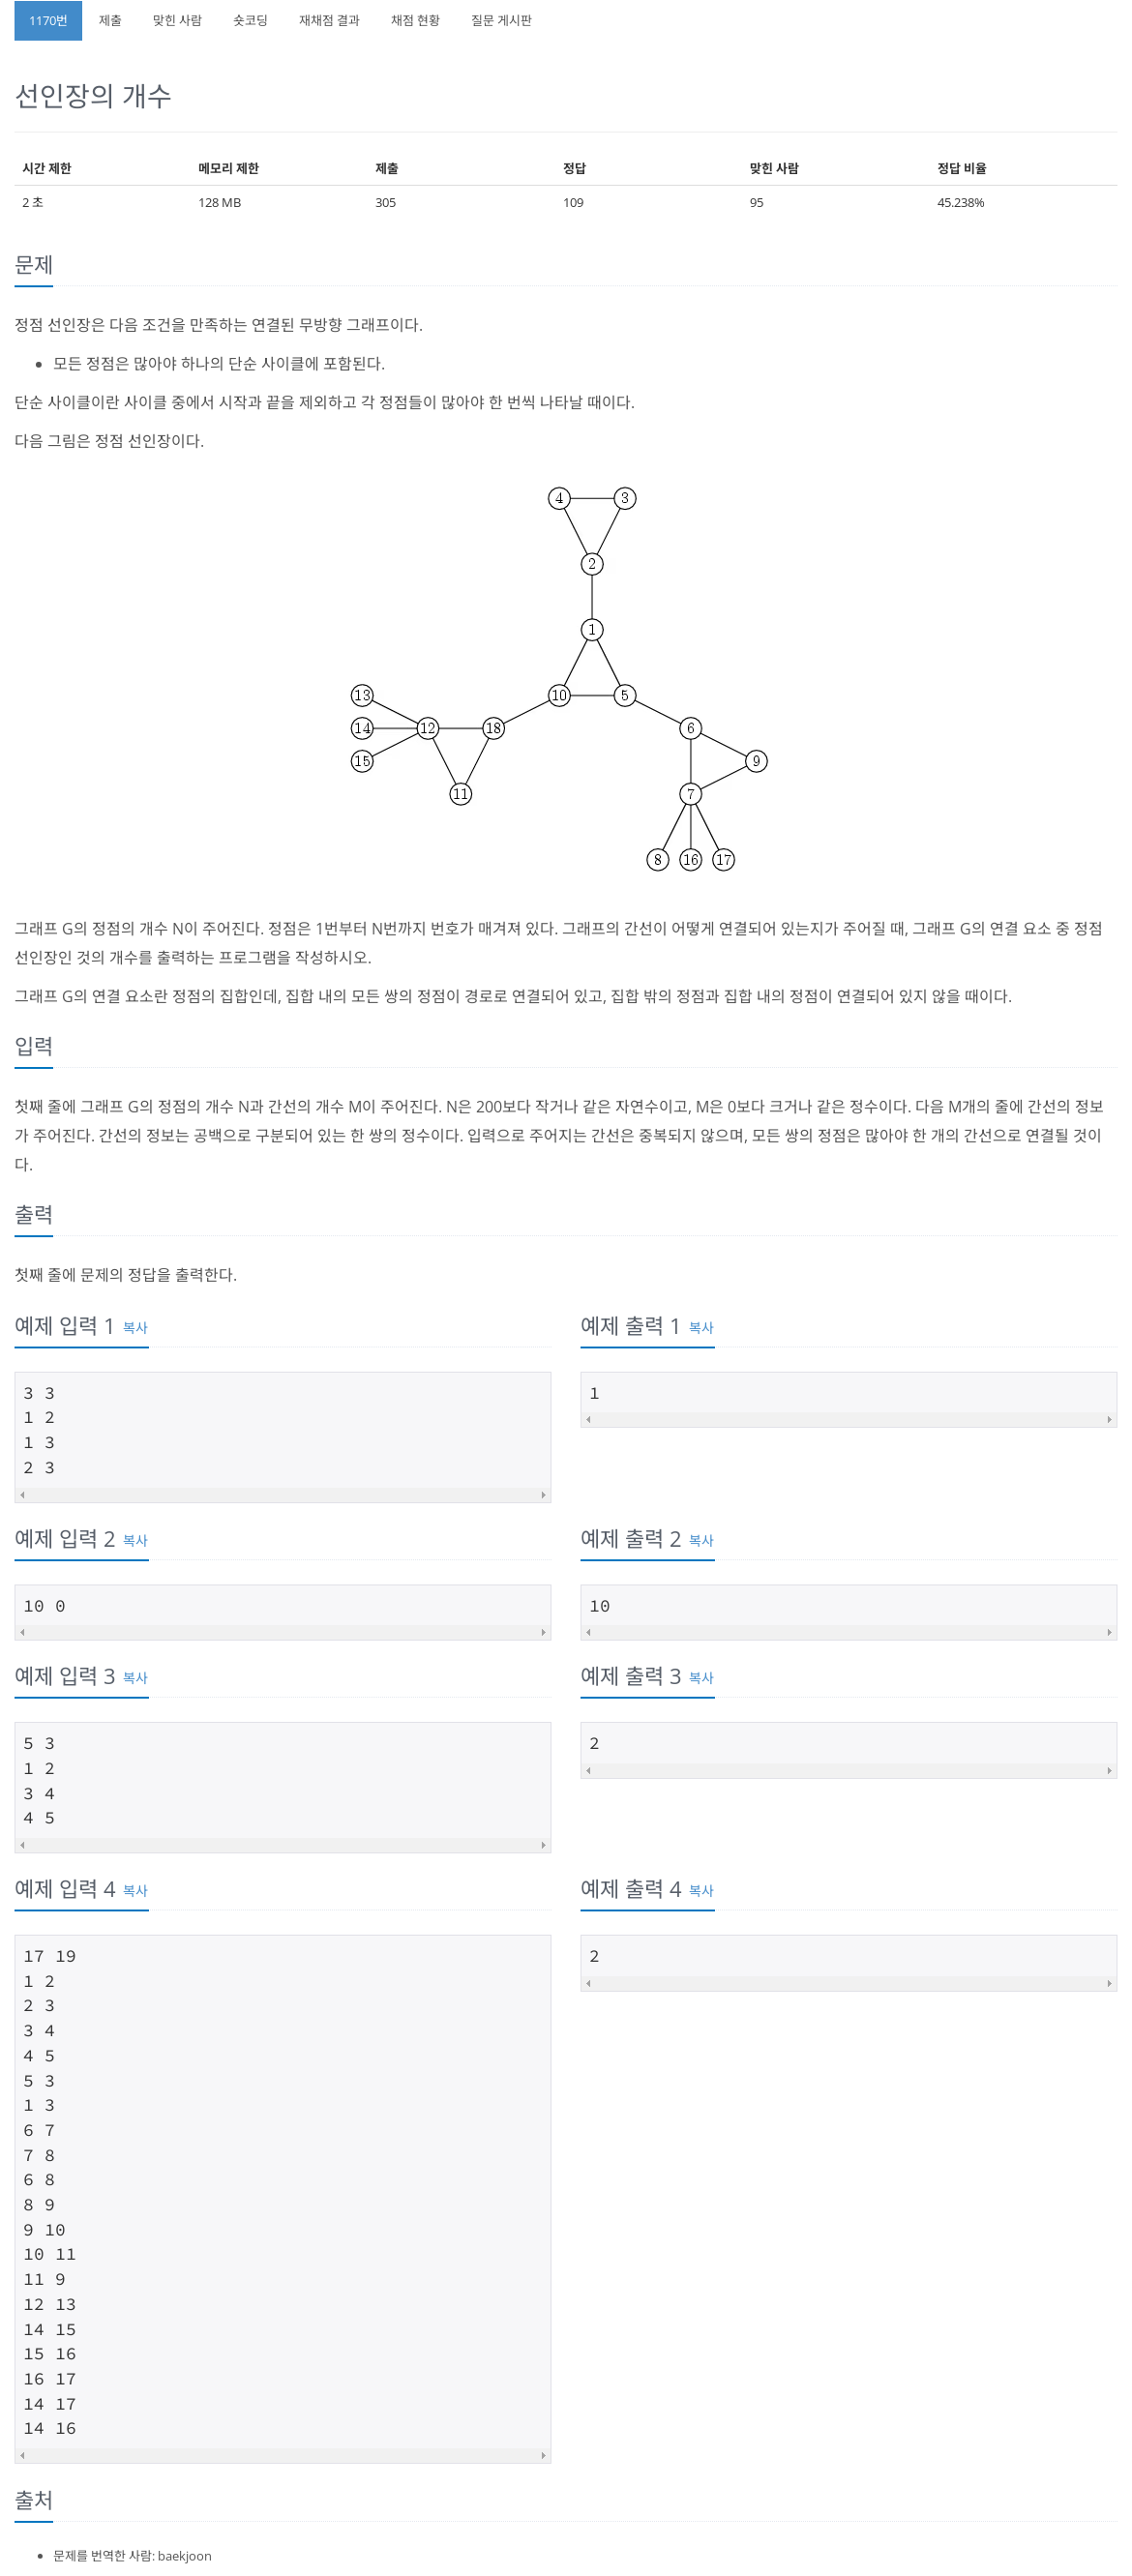 1170번 제출 맞힌 사람 숏코딩 재채점 결과 채점 현황 질문 게시판
선인장의 개수
시간 제한 메모리 제한 제출 정답 맞힌 사람 정답 비율
2 초 128 MB 305 109 95 45.238%
문제
정점 선인장은 다음 조건을 만족하는 연결된 무방향 그래프이다.
모든 정점은 많아야 하나의 단순 사이클에 포함된다.
단순 사이클이란 사이클 중에서 시작과 끝을 제외하고 각 정점들이 많아야 한 번씩 나타날 때이다.
다음 그림은 정점 선인장이다.
4 3
2
1
13 10 5
14 12 18 6
15 9
11 7
8 16 17
그래프 G의 정점의 개수 N이 주어진다. 정점은 1번부터 N번까지 번호가 매겨져 있다. 그래프의 간선이 어떻게 연결되어 있는지가 주어질 때, 그래프 G의 연결 요소 중 정점
선인장인 것의 개수를 출력하는 프로그램을 작성하시오.
그래프 G의 연결 요소란 정점의 집합인데, 집합 내의 모든 쌍의 정점이 경로로 연결되어 있고, 집합 밖의 정점과 집합 내의 정점이 연결되어 있지 않을 때이다.
입력
첫째 줄에 그래프 G의 정점의 개수 N과 간선의 개수 M이 주어진다. N은 200보다 작거나 같은 자연수이고, M은 0보다 크거나 같은 정수이다. 다음 M개의 줄에 간선의 정보
가 주어진다. 간선의 정보는 공백으로 구분되어 있는 한 쌍의 정수이다. 입력으로 주어지는 간선은 중복되지 않으며, 모든 쌍의 정점은 많아야 한 개의 간선으로 연결될 것이
다.
출력
첫째 줄에 문제의 정답을 출력한다.
예제 입력 1 복사
3 3
1 2
1 3
2 3
예제 출력 1 복사
1
예제 입력 2 복사
10 0
예제 출력 2 복사
10
예제 입력 3 복사
5 3
1 2
3 4
4 5
예제 출력 3 복사
2
예제 입력 4 복사
17 19
1 2
2 3
3 4
4 5
5 3
1 3
6 7
7 8
6 8
8 9
9 10
10 11
11 9
12 13
14 15
15 16
16 17
14 17
14 16
예제 출력 4 복사
2
출처
문제를 번역한 사람: baekjoon